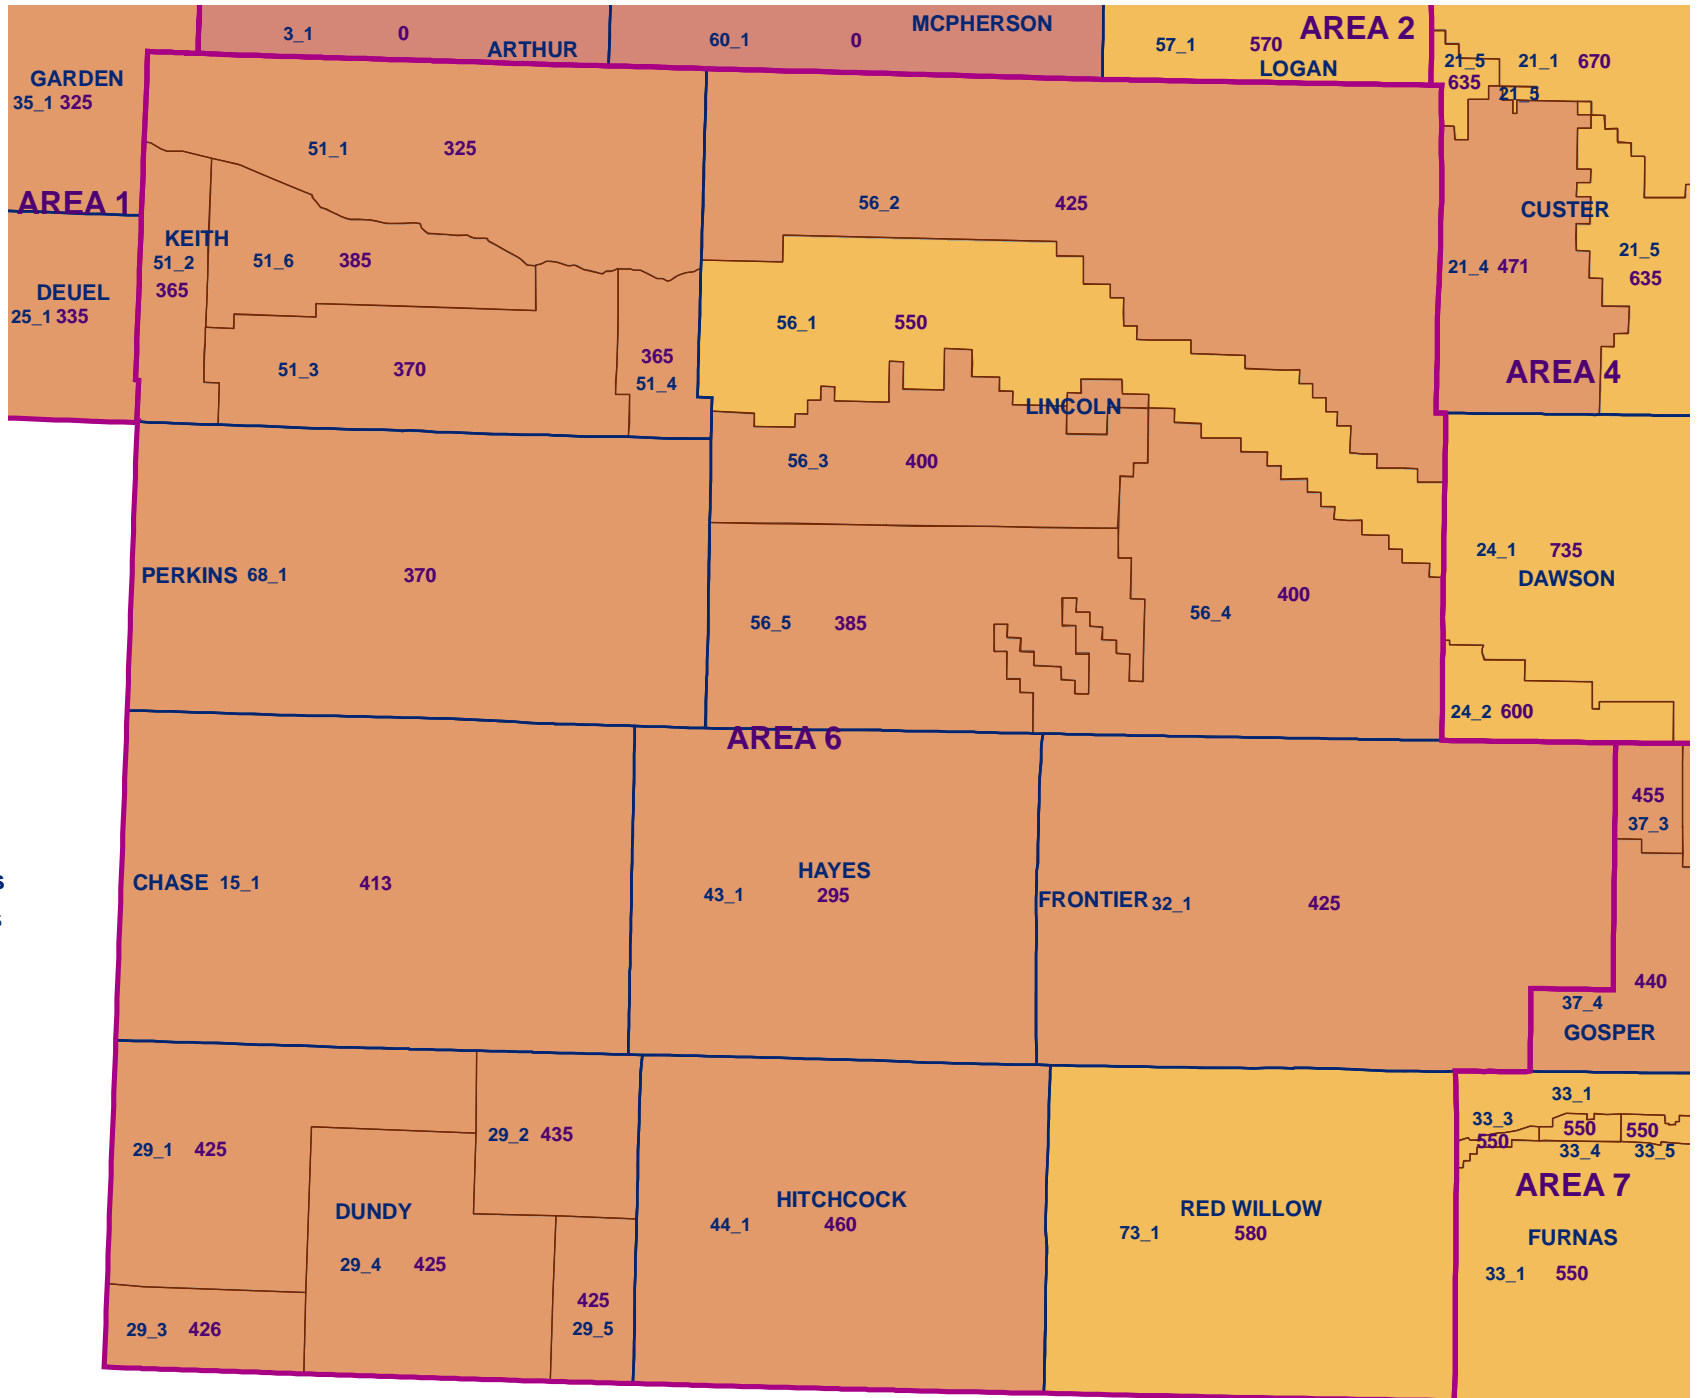 3_1 0 ARTHUR
60_1 0 MCPHERSON
57_1 570 AREA 2
LOGAN
21_5 21_1 670
635 21_5
GARDEN
35_1 325
51_1 325
AREA 1
56_2 425
CUSTER
KEITH
51_2 51_6 385
365
21_4 471
21_5
635
DEUEL
25_1 335
56_1 550
51_3 370
365
51_4
AREA 4
LINCOLN
56_3 400
PERKINS 68_1 370
24_1 735
DAWSON
56_5 385
56_4 400
24_2 600
AREA 6
455
37_3
CHASE 15_1 413
HAYES
43_1 295
FRONTIER 32_1 425
440
37_4
GOSPER
33_1
29_1 425
29_2 435
33_3 550 550
550 33_4 33_5
AREA 7
DUNDY
29_4 425
HITCHCOCK
44_1 460
RED WILLOW
73_1 580
FURNAS
33_1 550
29_3 426
425
29_5